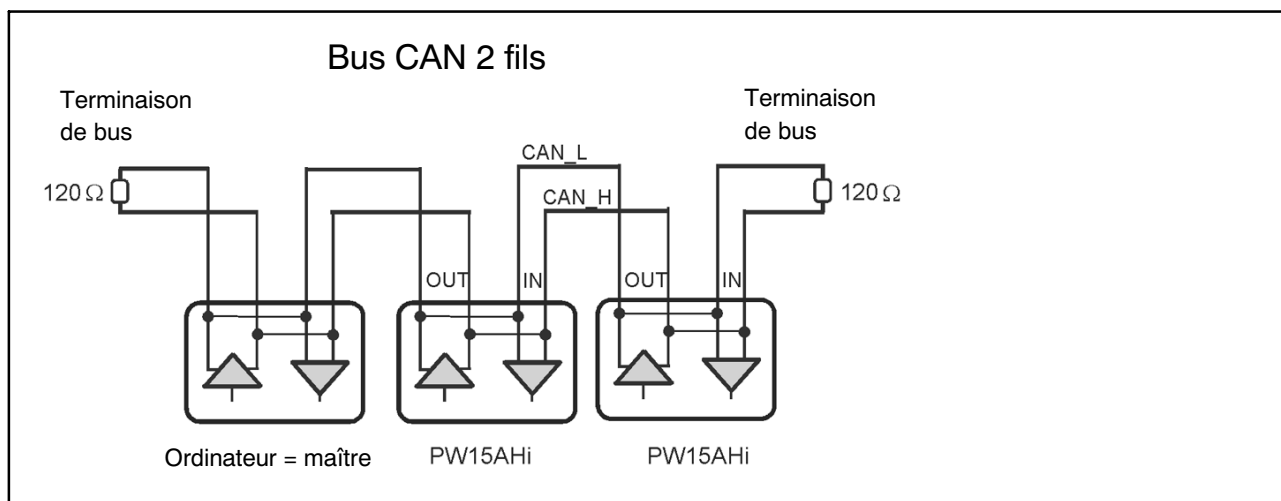 Bus CAN 2 fils
Terminaison
de bus
Terminaison
de bus
CAN_L
120 Ω
CAN_H
120 Ω
OUT
IN
OUT
IN
Ordinateur = maître
PW15AHi
PW15AHi